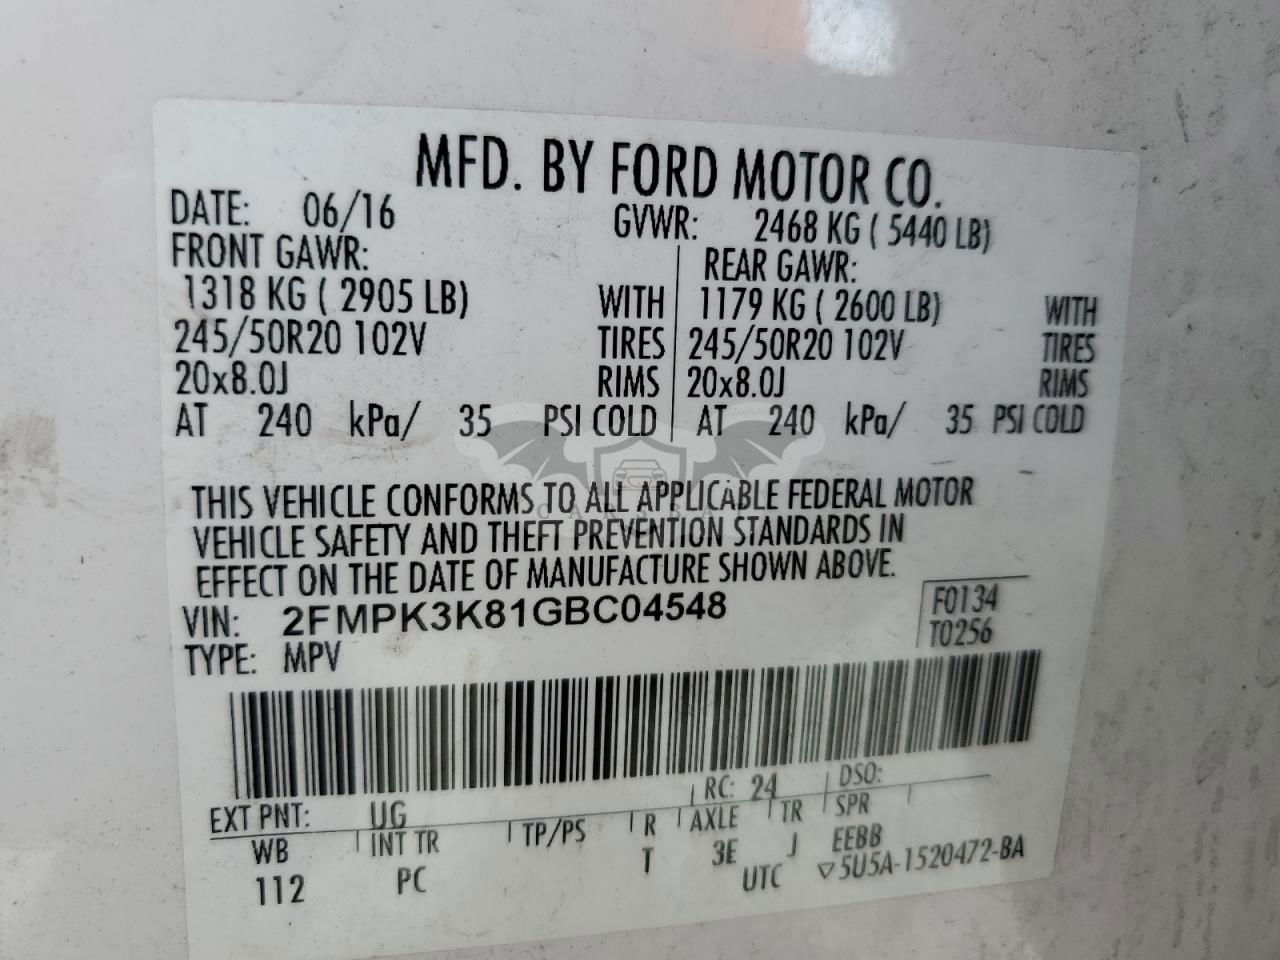 MFD. BY FORD MOTOR CO.
DATE: 06/16 GVWR: 2468 KG ( 5440 LB)
FRONT GAWR: REAR GAWR:
1318 KG ( 2905 LB) WITH 1179 KG ( 2600 LB) WITH
245/50R20 102V TIRES 245/50R20 102V TIRES
20x8.0J RIMS 20x8.0J RIMS
AT 240 kPa/ 35 PSI COLD AT 240 kPa/ 35 PSI COLD
THIS VEHICLE CONFORMS TO ALL APPLICABLE FEDERAL MOTOR
VEHICLE SAFETY AND THEFT PREVENTION STANDARDS IN
EFFECT ON THE DATE OF MANUFACTURE SHOWN ABOVE.
VIN: 2FMPK3K81GBC04548 F0134
TYPE: MPV T0256
EXT PNT: UG RC: 24 DSO:
WB INT TR TP/PS R AXLE TR SPR
112 PC T 3E J EEBB
UTC ▽5U5A-1520472-BA